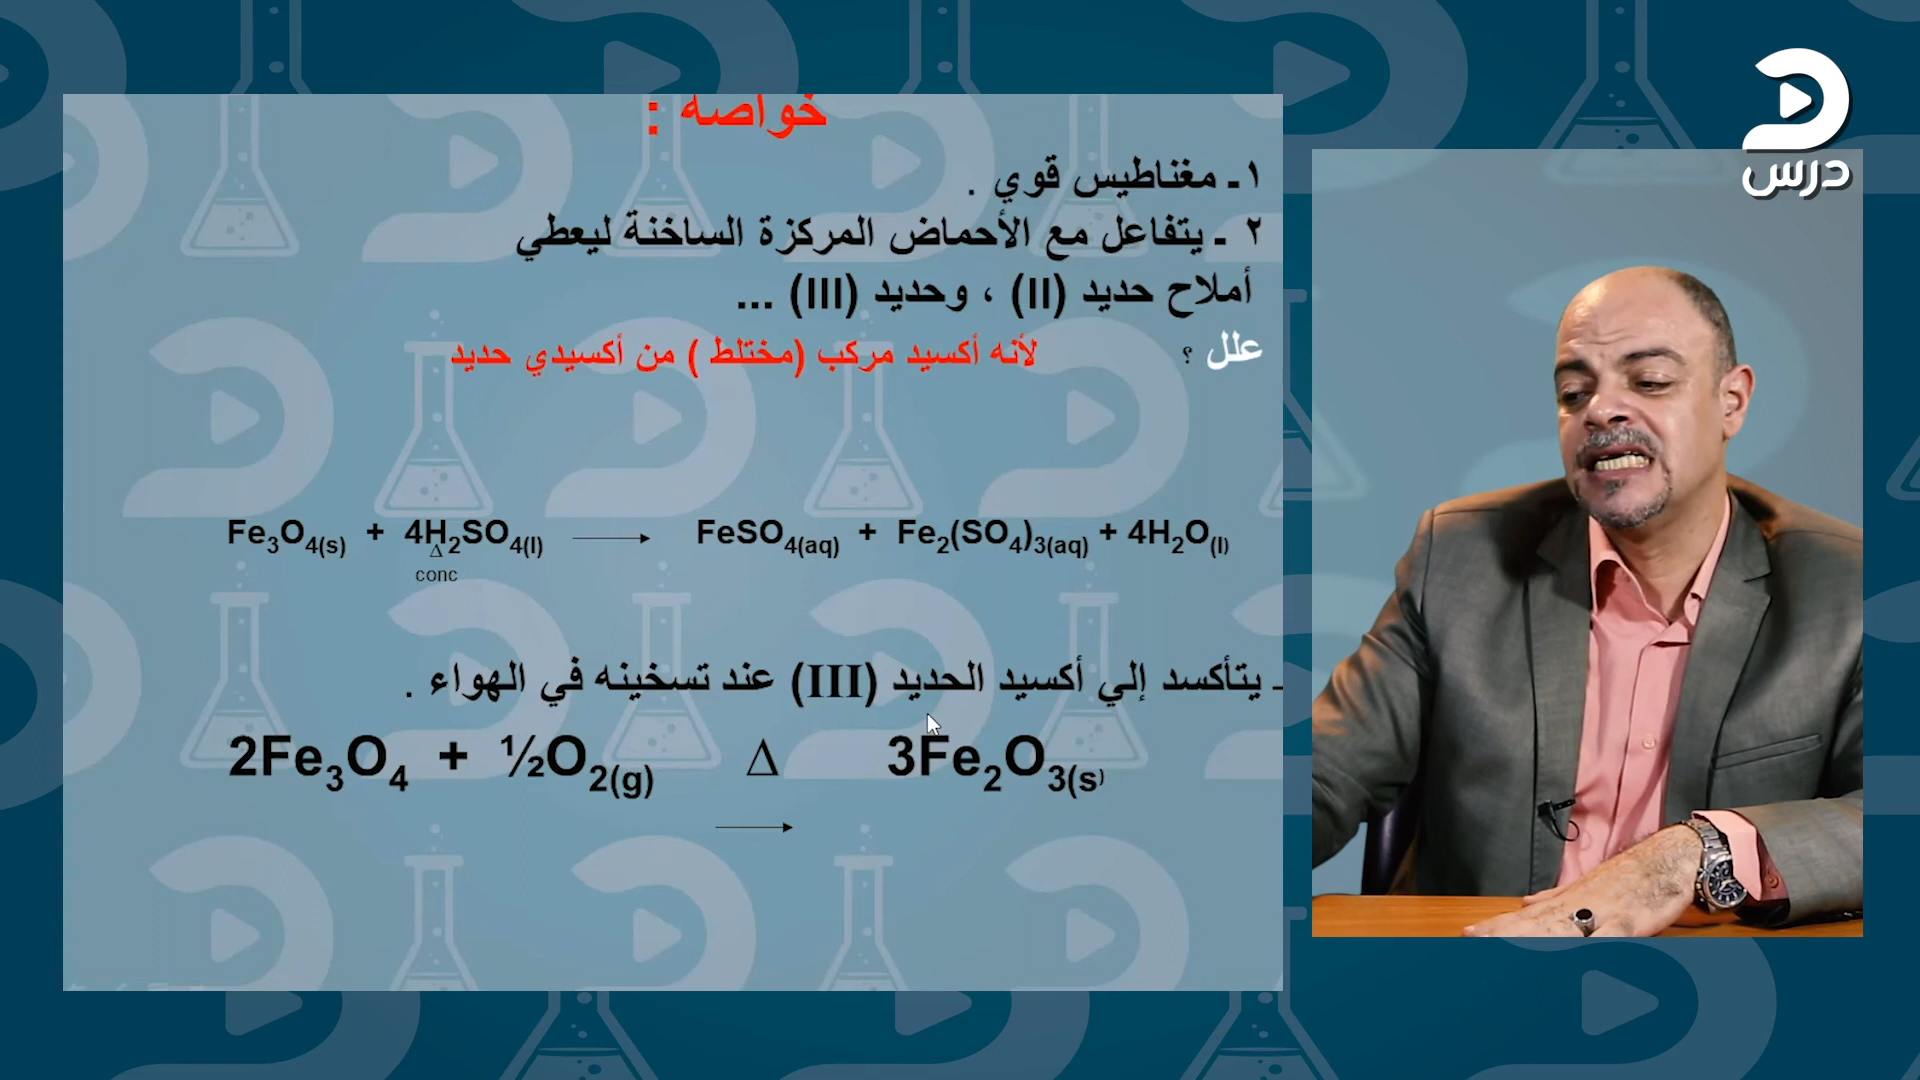 خواصه :
١ـ مغناطيس قوي .
٢ ـ يتفاعل مع الأحماض المركزة الساخنة ليعطي
أملاح حديد (II) ، وحديد (III) ...
علل ؟ لأنه أكسيد مركب (مختلط ) من أكسيدي حديد
Fe3O4(s) + 4H2SO4(l) → FeSO4(aq) + Fe2(SO4)3(aq) + 4H2O(l)
Δ
conc
ـ يتأكسد إلي أكسيد الحديد (III) عند تسخينه في الهواء .
2Fe3O4 + ½O2(g) Δ 3Fe2O3(s)
→
درس